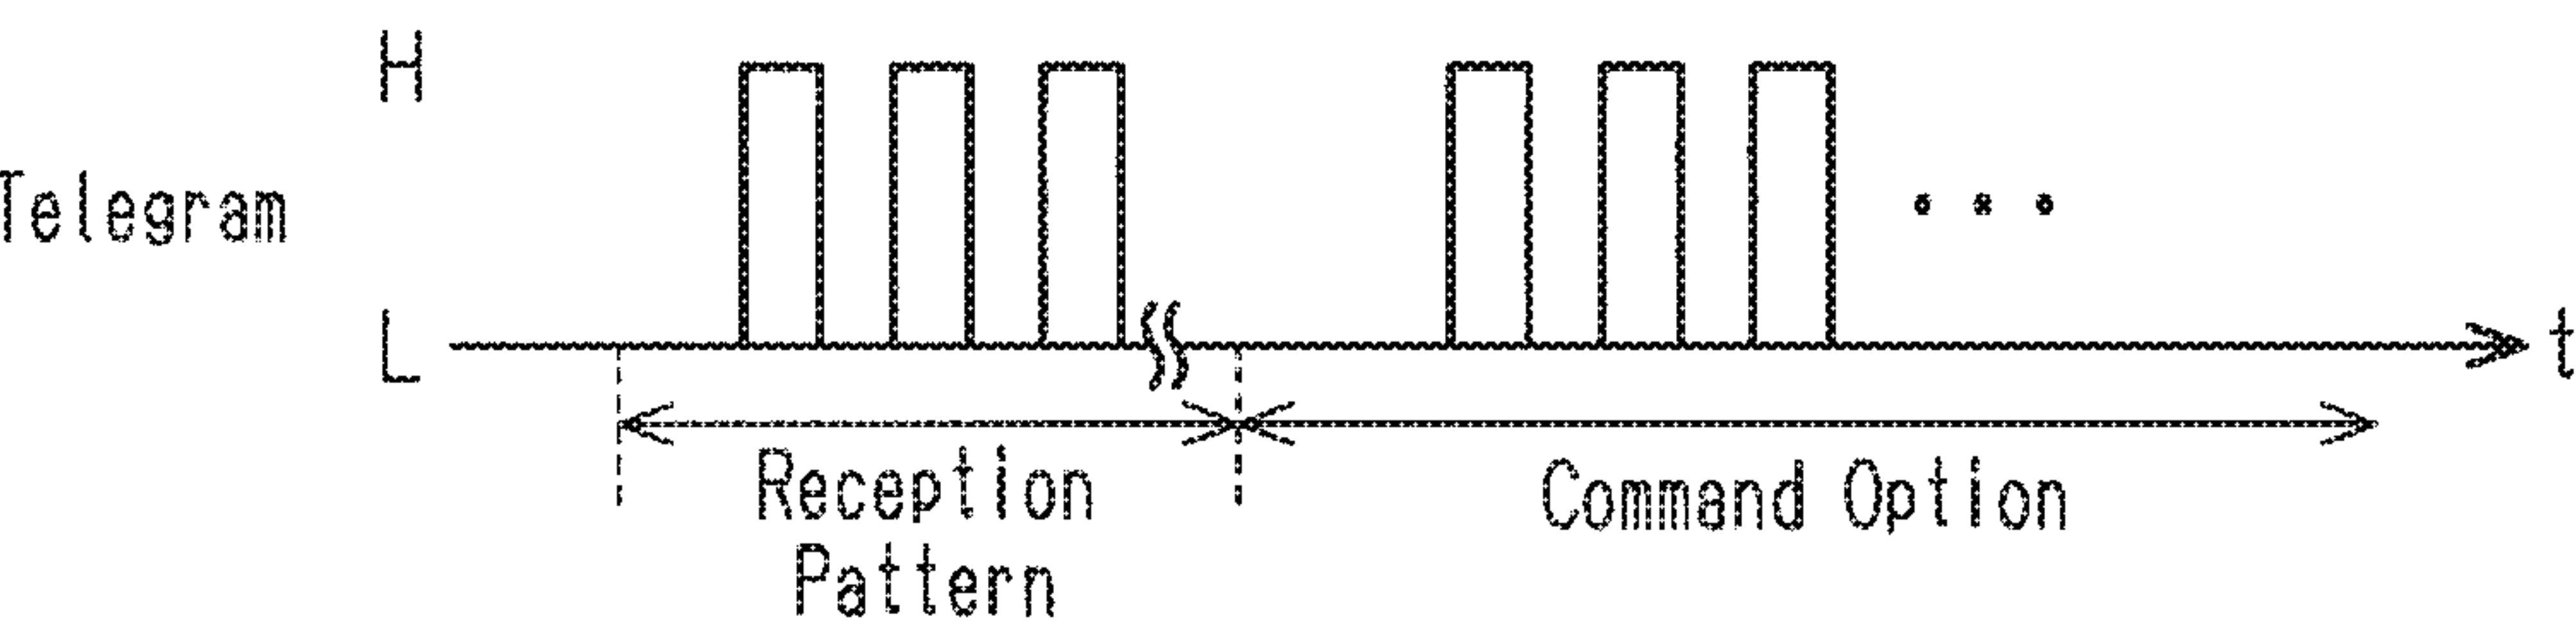 H
Telegram
L
t
Reception
Pattern
Command Option